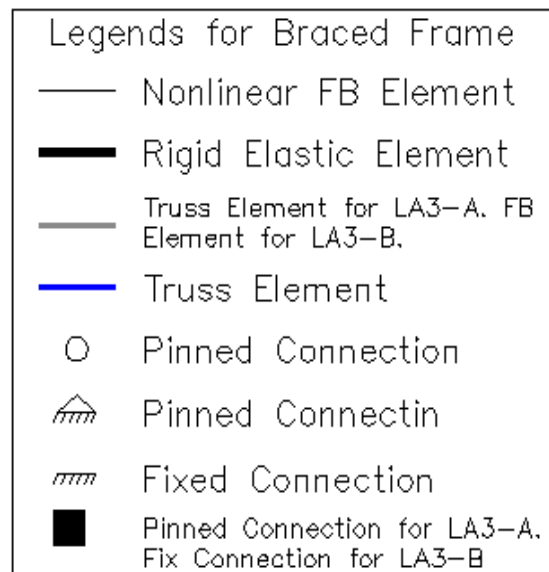 Legends for Braced Frame
Nonlinear FB Element
Rigid Elastic Element
Truss Element for LA3-A. FB
Element for LA3-B.
Truss Element
Pinned Connection
Pinned Connectin
Fixed Connection
Pinned Connection for LA3-A.
Fix Connection for LA3-B